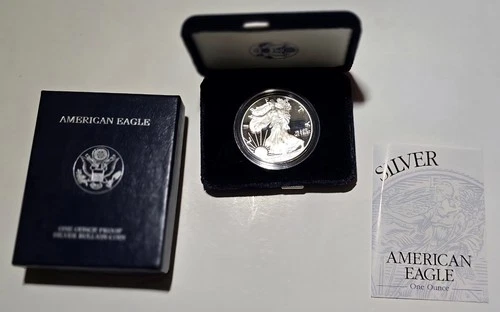 AMERICAN EAGLE
ONE OUNCE PROOF
SILVER BULLION COIN
SILVER
AMERICAN
EAGLE
One Ounce